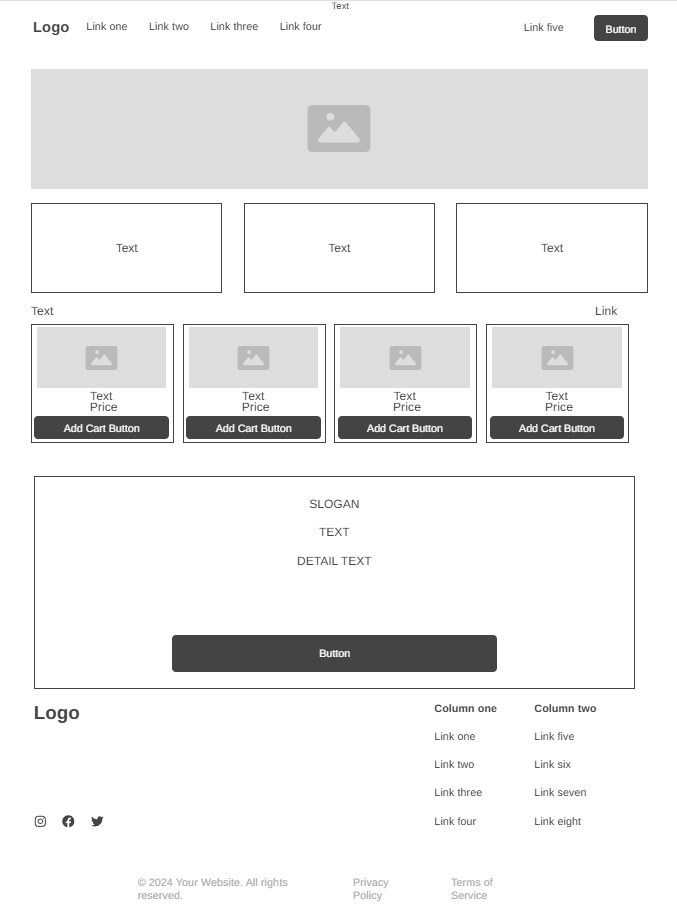 Text
Logo
Link one
Link two
Link three
Link four
Link five
Button
Text
Text
Text
Text
Link
Text
Price
Add Cart Button
Text
Price
Add Cart Button
Text
Price
Add Cart Button
Text
Price
Add Cart Button
SLOGAN
TEXT
DETAIL TEXT
Button
Logo
Column one
Link one
Link two
Link three
Link four
Column two
Link five
Link six
Link seven
Link eight
© 2024 Your Website. All rights
reserved.
Privacy
Policy
Terms of
Service